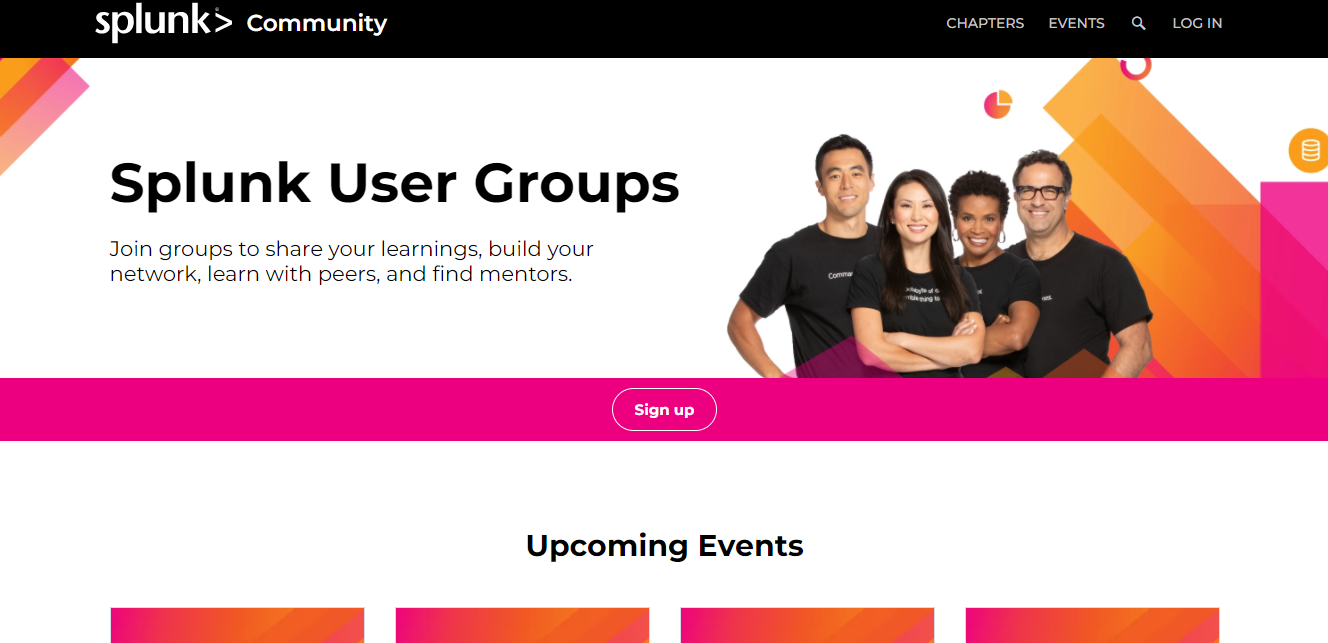 splunk> Community
CHAPTERS
EVENTS
LOG IN
Splunk User Groups
Join groups to share your learnings, build your
network, learn with peers, and find mentors.
Sign up
Upcoming Events